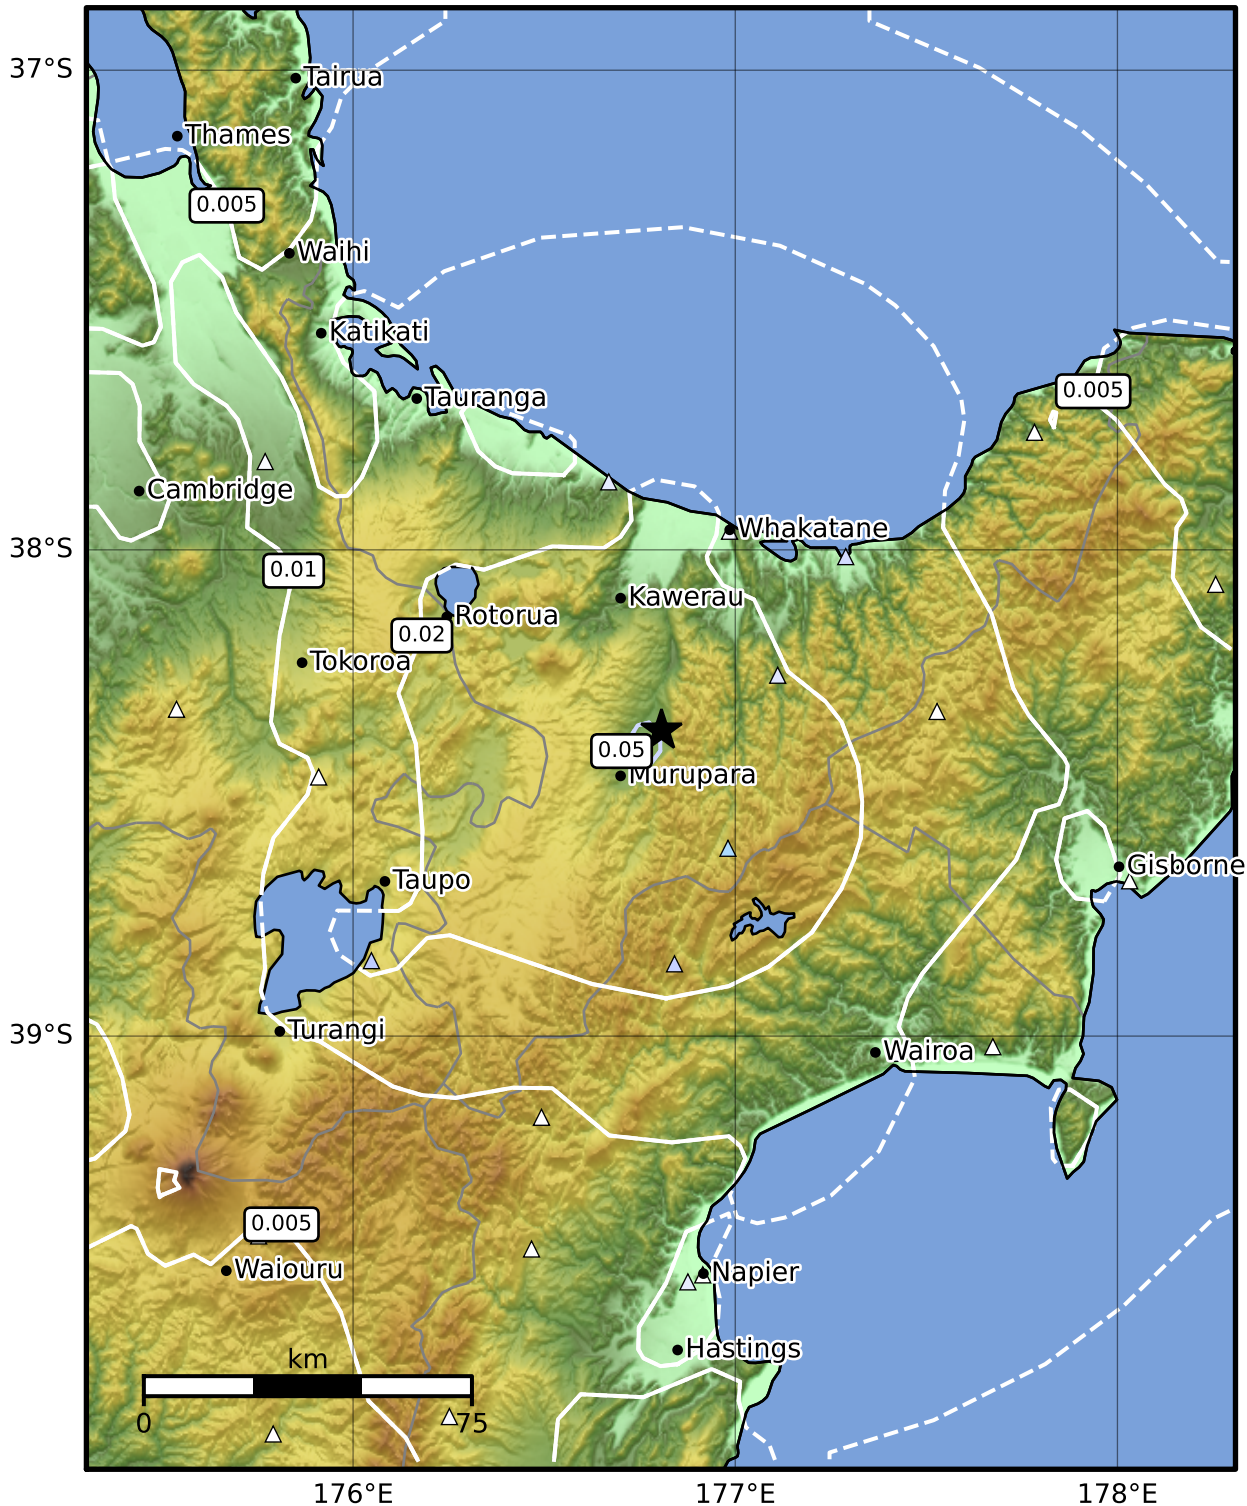 37°S
Tairua
Thames
0.005
Waihi
Katikati
0.005
Tauranga
Cambridge
Whakatane
38°S
0.01
Kawerau
Rotorua
0.02
Tokoroa
0.05
Murupara
Gisborne
Taupo
Turangi
39°S
Wairoa
0.005
Waiouru
Napier
Hastings
km
0
75
176°E
177°E
178°E